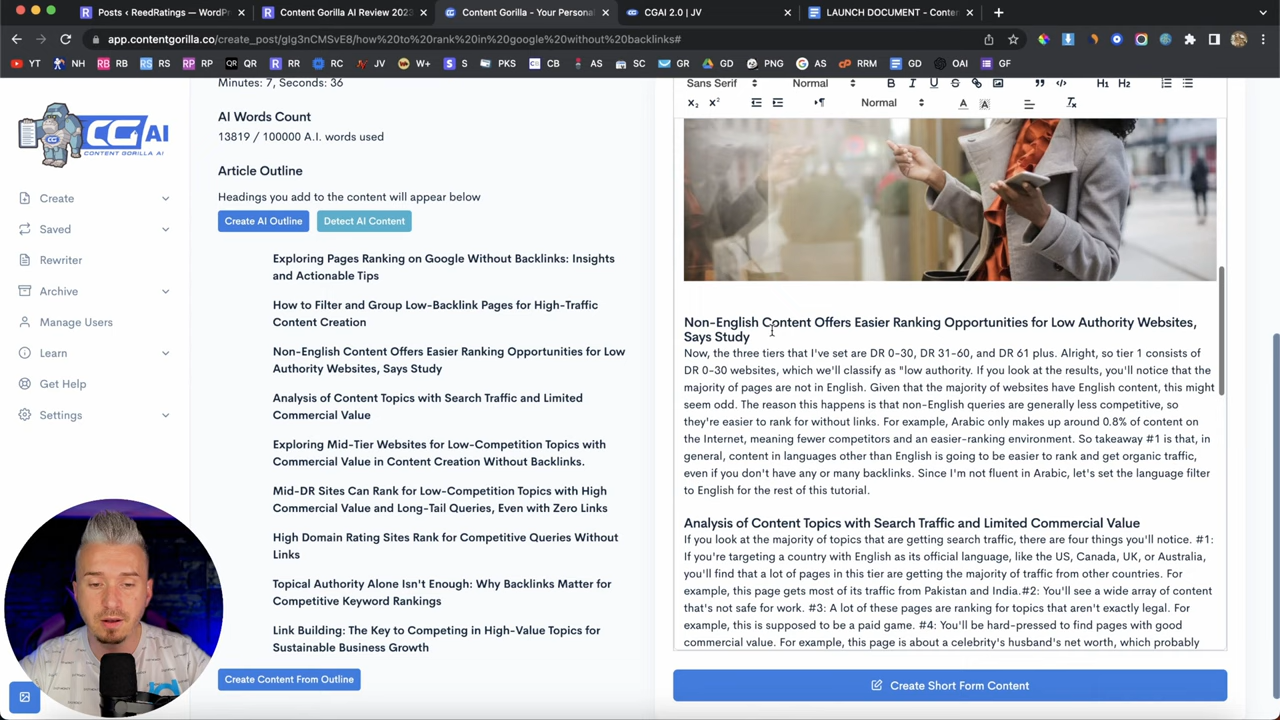 Posts ‹ ReedRatings — WordPr
Content Gorilla AI Review 2023
Content Gorilla - Your Persona
CGAI 2.0 | JV
LAUNCH DOCUMENT - Conte
app.contentgorilla.co/create_post/gIg3nCMSvE8/how%20to%20rank%20in%20google%20without%20backlinks#
YT
NH
RB
RS
RP
QR
RR
RC
JV
W+
S
PKS
CB
AS
SC
GR
GD
PNG
AS
RRM
GD
OAI
GF
CG AI
CONTENT GORILLA AI
Create
Saved
Rewriter
Archive
Manage Users
Learn
Get Help
Settings
Minutes: 7, Seconds: 36
AI Words Count
13819 / 100000 A.I. words used
Article Outline
Headings you add to the content will appear below
Create AI Outline
Detect AI Content
Exploring Pages Ranking on Google Without Backlinks: Insights
and Actionable Tips
How to Filter and Group Low-Backlink Pages for High-Traffic
Content Creation
Non-English Content Offers Easier Ranking Opportunities for Low
Authority Websites, Says Study
Analysis of Content Topics with Search Traffic and Limited
Commercial Value
Exploring Mid-Tier Websites for Low-Competition Topics with
Commercial Value in Content Creation Without Backlinks.
Mid-DR Sites Can Rank for Low-Competition Topics with High
Commercial Value and Long-Tail Queries, Even with Zero Links
High Domain Rating Sites Rank for Competitive Queries Without
Links
Topical Authority Alone Isn't Enough: Why Backlinks Matter for
Competitive Keyword Rankings
Link Building: The Key to Competing in High-Value Topics for
Sustainable Business Growth
Create Content From Outline
Sans Serif
Normal
B I U S
H1 H2
X2 X2
Normal
A A
Non-English Content Offers Easier Ranking Opportunities for Low Authority Websites,
Says Study
Now, the three tiers that I've set are DR 0-30, DR 31-60, and DR 61 plus. Alright, so tier 1 consists of
DR 0-30 websites, which we'll classify as "low authority. If you look at the results, you'll notice that the
majority of pages are not in English. Given that the majority of websites have English content, this might
seem odd. The reason this happens is that non-English queries are generally less competitive, so
they're easier to rank for without links. For example, Arabic only makes up around 0.8% of content on
the Internet, meaning fewer competitors and an easier-ranking environment. So takeaway #1 is that, in
general, content in languages other than English is going to be easier to rank and get organic traffic,
even if you don't have any or many backlinks. Since I'm not fluent in Arabic, let's set the language filter
to English for the rest of this tutorial.
Analysis of Content Topics with Search Traffic and Limited Commercial Value
If you look at the majority of topics that are getting search traffic, there are four things you'll notice. #1:
If you're targeting a country with English as its official language, like the US, Canada, UK, or Australia,
you'll find that a lot of pages in this tier are getting the majority of traffic from other countries. For
example, this page gets most of its traffic from Pakistan and India.#2: You'll see a wide array of content
that's not safe for work. #3: A lot of these pages are ranking for topics that aren't exactly legal. For
example, this is supposed to be a paid game. #4: You'll be hard-pressed to find pages with good
commercial value. For example, this page is about a celebrity's husband's net worth, which probably
Create Short Form Content